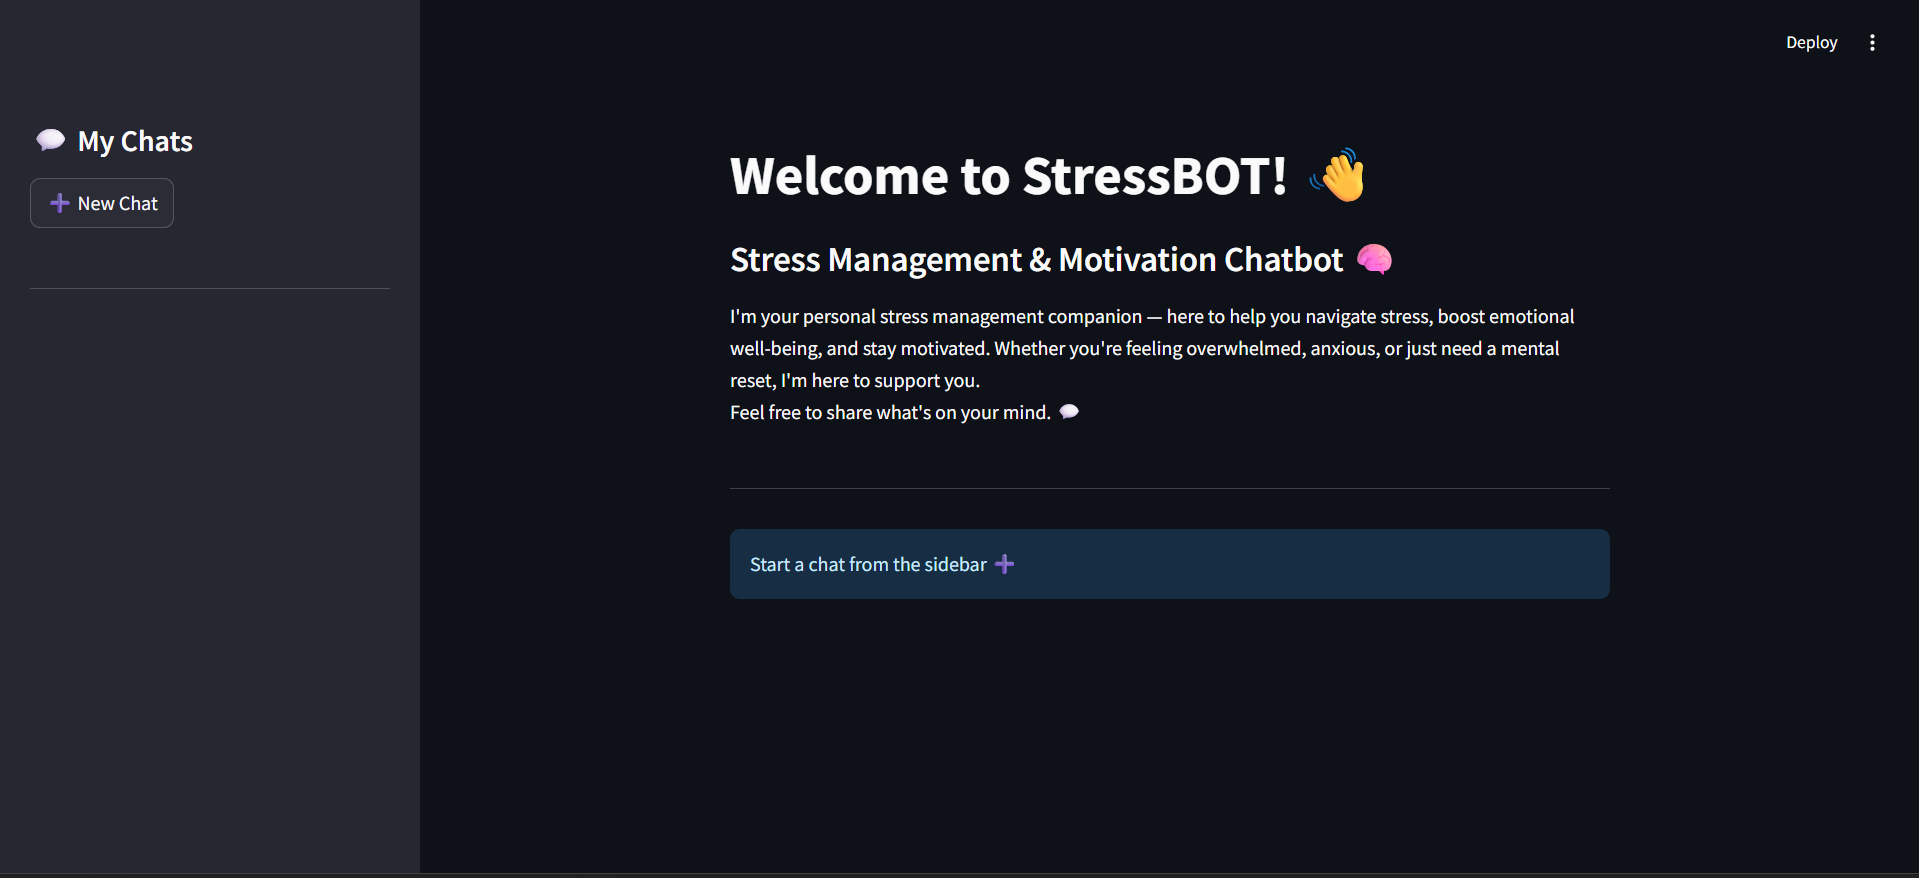 Deploy
💬 My Chats
➕ New Chat
Welcome to StressBOT! 👋
Stress Management & Motivation Chatbot 🧠
I'm your personal stress management companion — here to help you navigate stress, boost emotional
well-being, and stay motivated. Whether you're feeling overwhelmed, anxious, or just need a mental
reset, I'm here to support you.
Feel free to share what's on your mind. 💬
Start a chat from the sidebar ➕